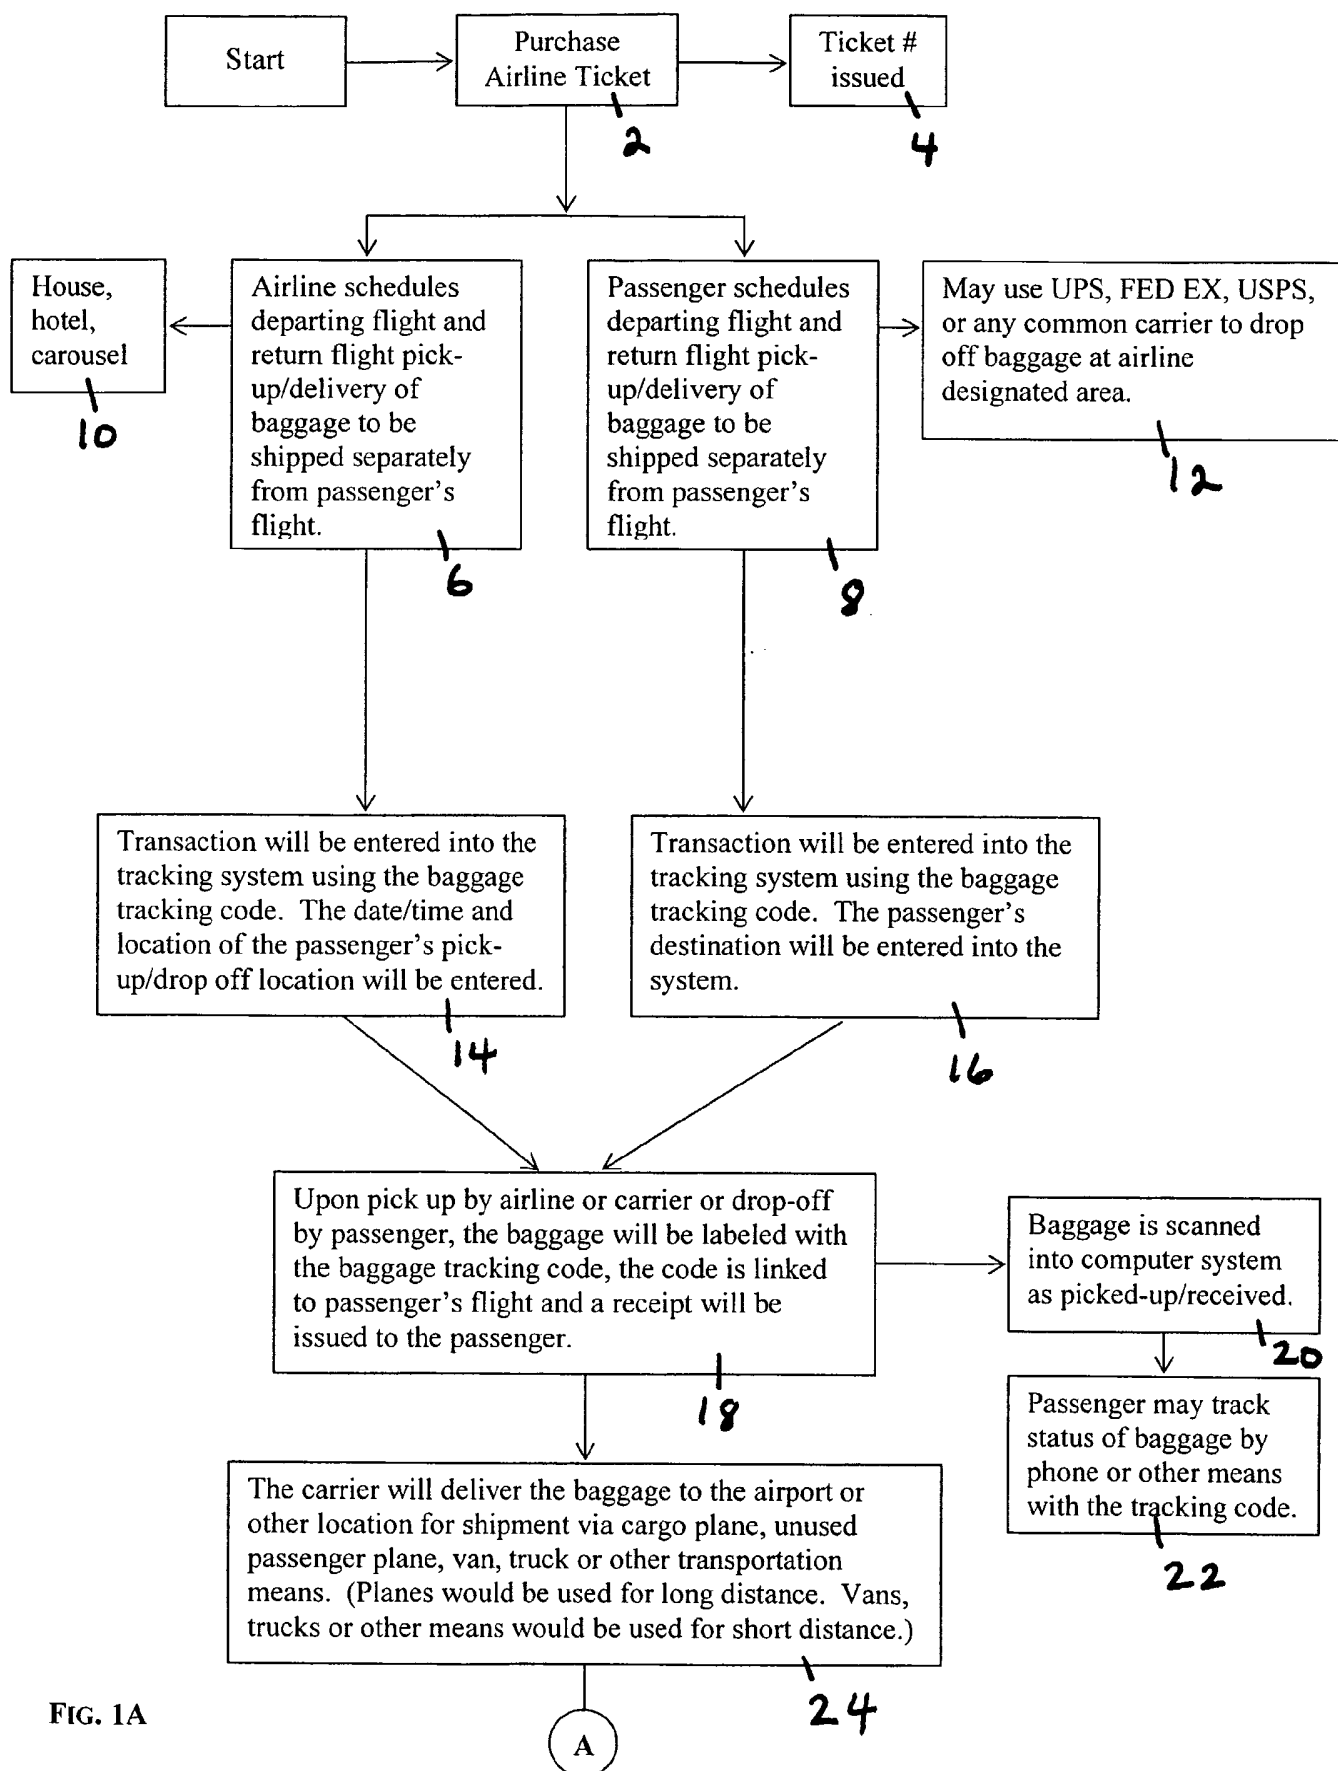 Start
Purchase
Airline Ticket
2
Ticket #
issued
4
House,
hotel,
carousel
10
Airline schedules
departing flight and
return flight pick-
up/delivery of
baggage to be
shipped separately
from passenger's
flight.
6
Passenger schedules
departing flight and
return flight pick-
up/delivery of
baggage to be
shipped separately
from passenger's
flight.
8
May use UPS, FED EX, USPS,
or any common carrier to drop
off baggage at airline
designated area.
12
Transaction will be entered into the
tracking system using the baggage
tracking code.  The date/time and
location of the passenger's pick-
up/drop off location will be entered.
14
Transaction will be entered into the
tracking system using the baggage
tracking code.  The passenger's
destination will be entered into the
system.
16
Upon pick up by airline or carrier or drop-off
by passenger, the baggage will be labeled with
the baggage tracking code, the code is linked
to passenger's flight and a receipt will be
issued to the passenger.
18
Baggage is scanned
into computer system
as picked-up/received.
20
Passenger may track
status of baggage by
phone or other means
with the tracking code.
22
The carrier will deliver the baggage to the airport or
other location for shipment via cargo plane, unused
passenger plane, van, truck or other transportation
means.  (Planes would be used for long distance.  Vans,
trucks or other means would be used for short distance.)
24
FIG. 1A
A